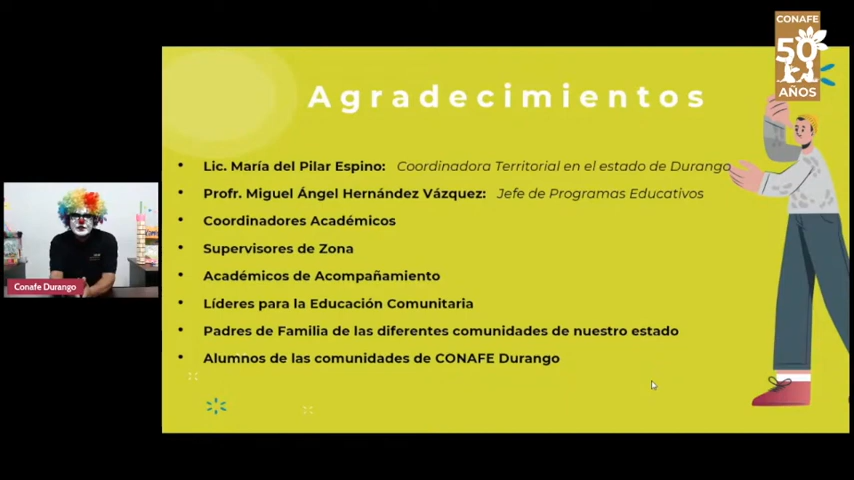 CONAFE
50
AÑOS
Agradecimientos
• Lic. María del Pilar Espino: Coordinadora Territorial en el estado de Durango
• Profr. Miguel Ángel Hernández Vázquez: Jefe de Programas Educativos
• Coordinadores Académicos
• Supervisores de Zona
• Académicos de Acompañamiento
• Líderes para la Educación Comunitaria
• Padres de Familia de las diferentes comunidades de nuestro estado
• Alumnos de las comunidades de CONAFE Durango
Conafe Durango